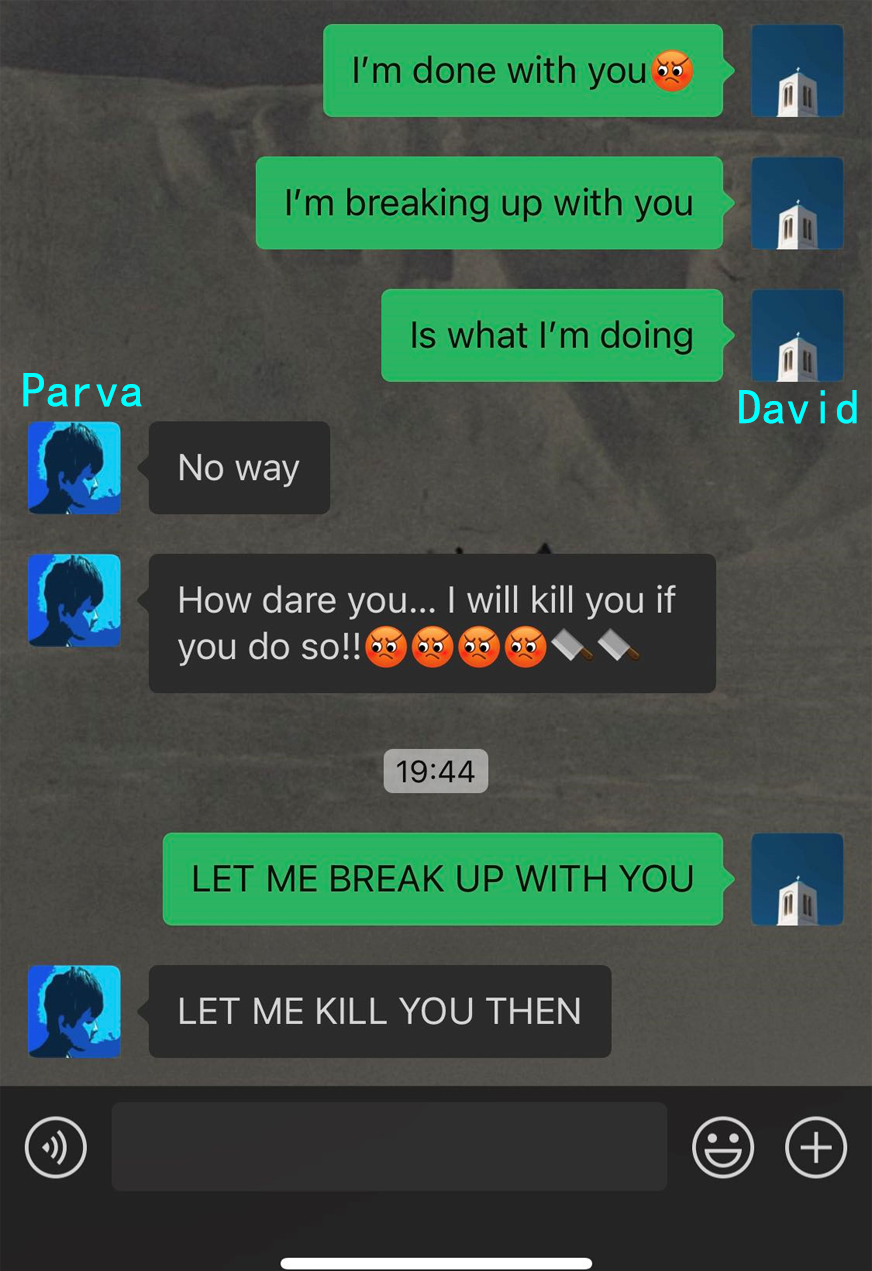 I’m done with you😡
I’m breaking up with you
Is what I’m doing
Parva
David
No way
How dare you... I will kill you if
you do so!!😡😡😡😡🔪🔪
19:44
LET ME BREAK UP WITH YOU
LET ME KILL YOU THEN